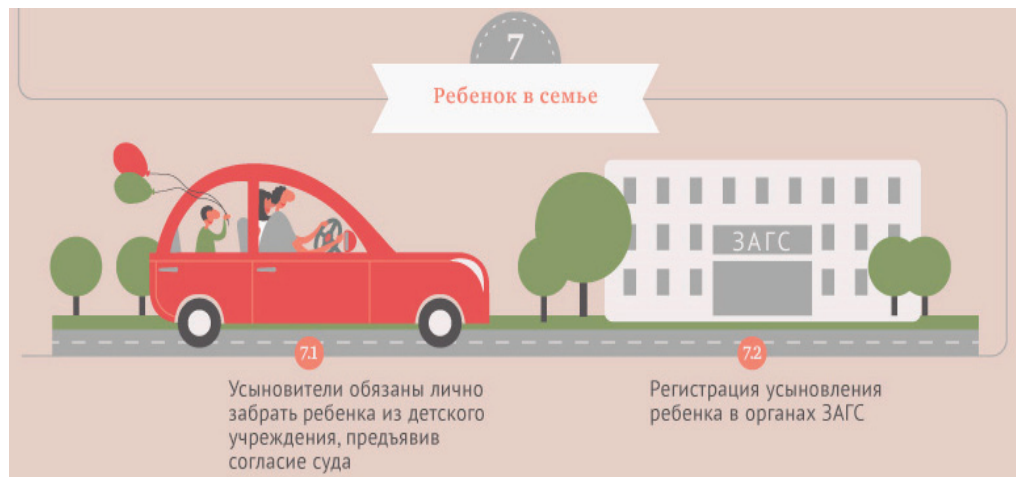 7
Ребенок в семье
ЗАГС
7.1
Усыновители обязаны лично
забрать ребенка из детского
учреждения, предъявив
согласие суда
7.2
Регистрация усыновления
ребенка в органах ЗАГС